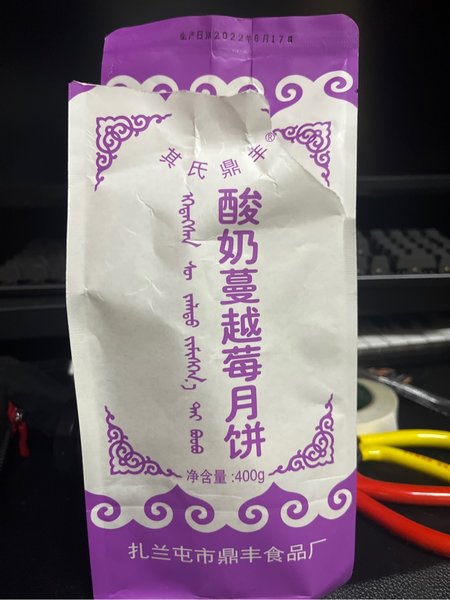 生产日期2022年8月17日
其氏鼎丰®
酸奶蔓越莓月饼
净含量:400g
扎兰屯市鼎丰食品厂